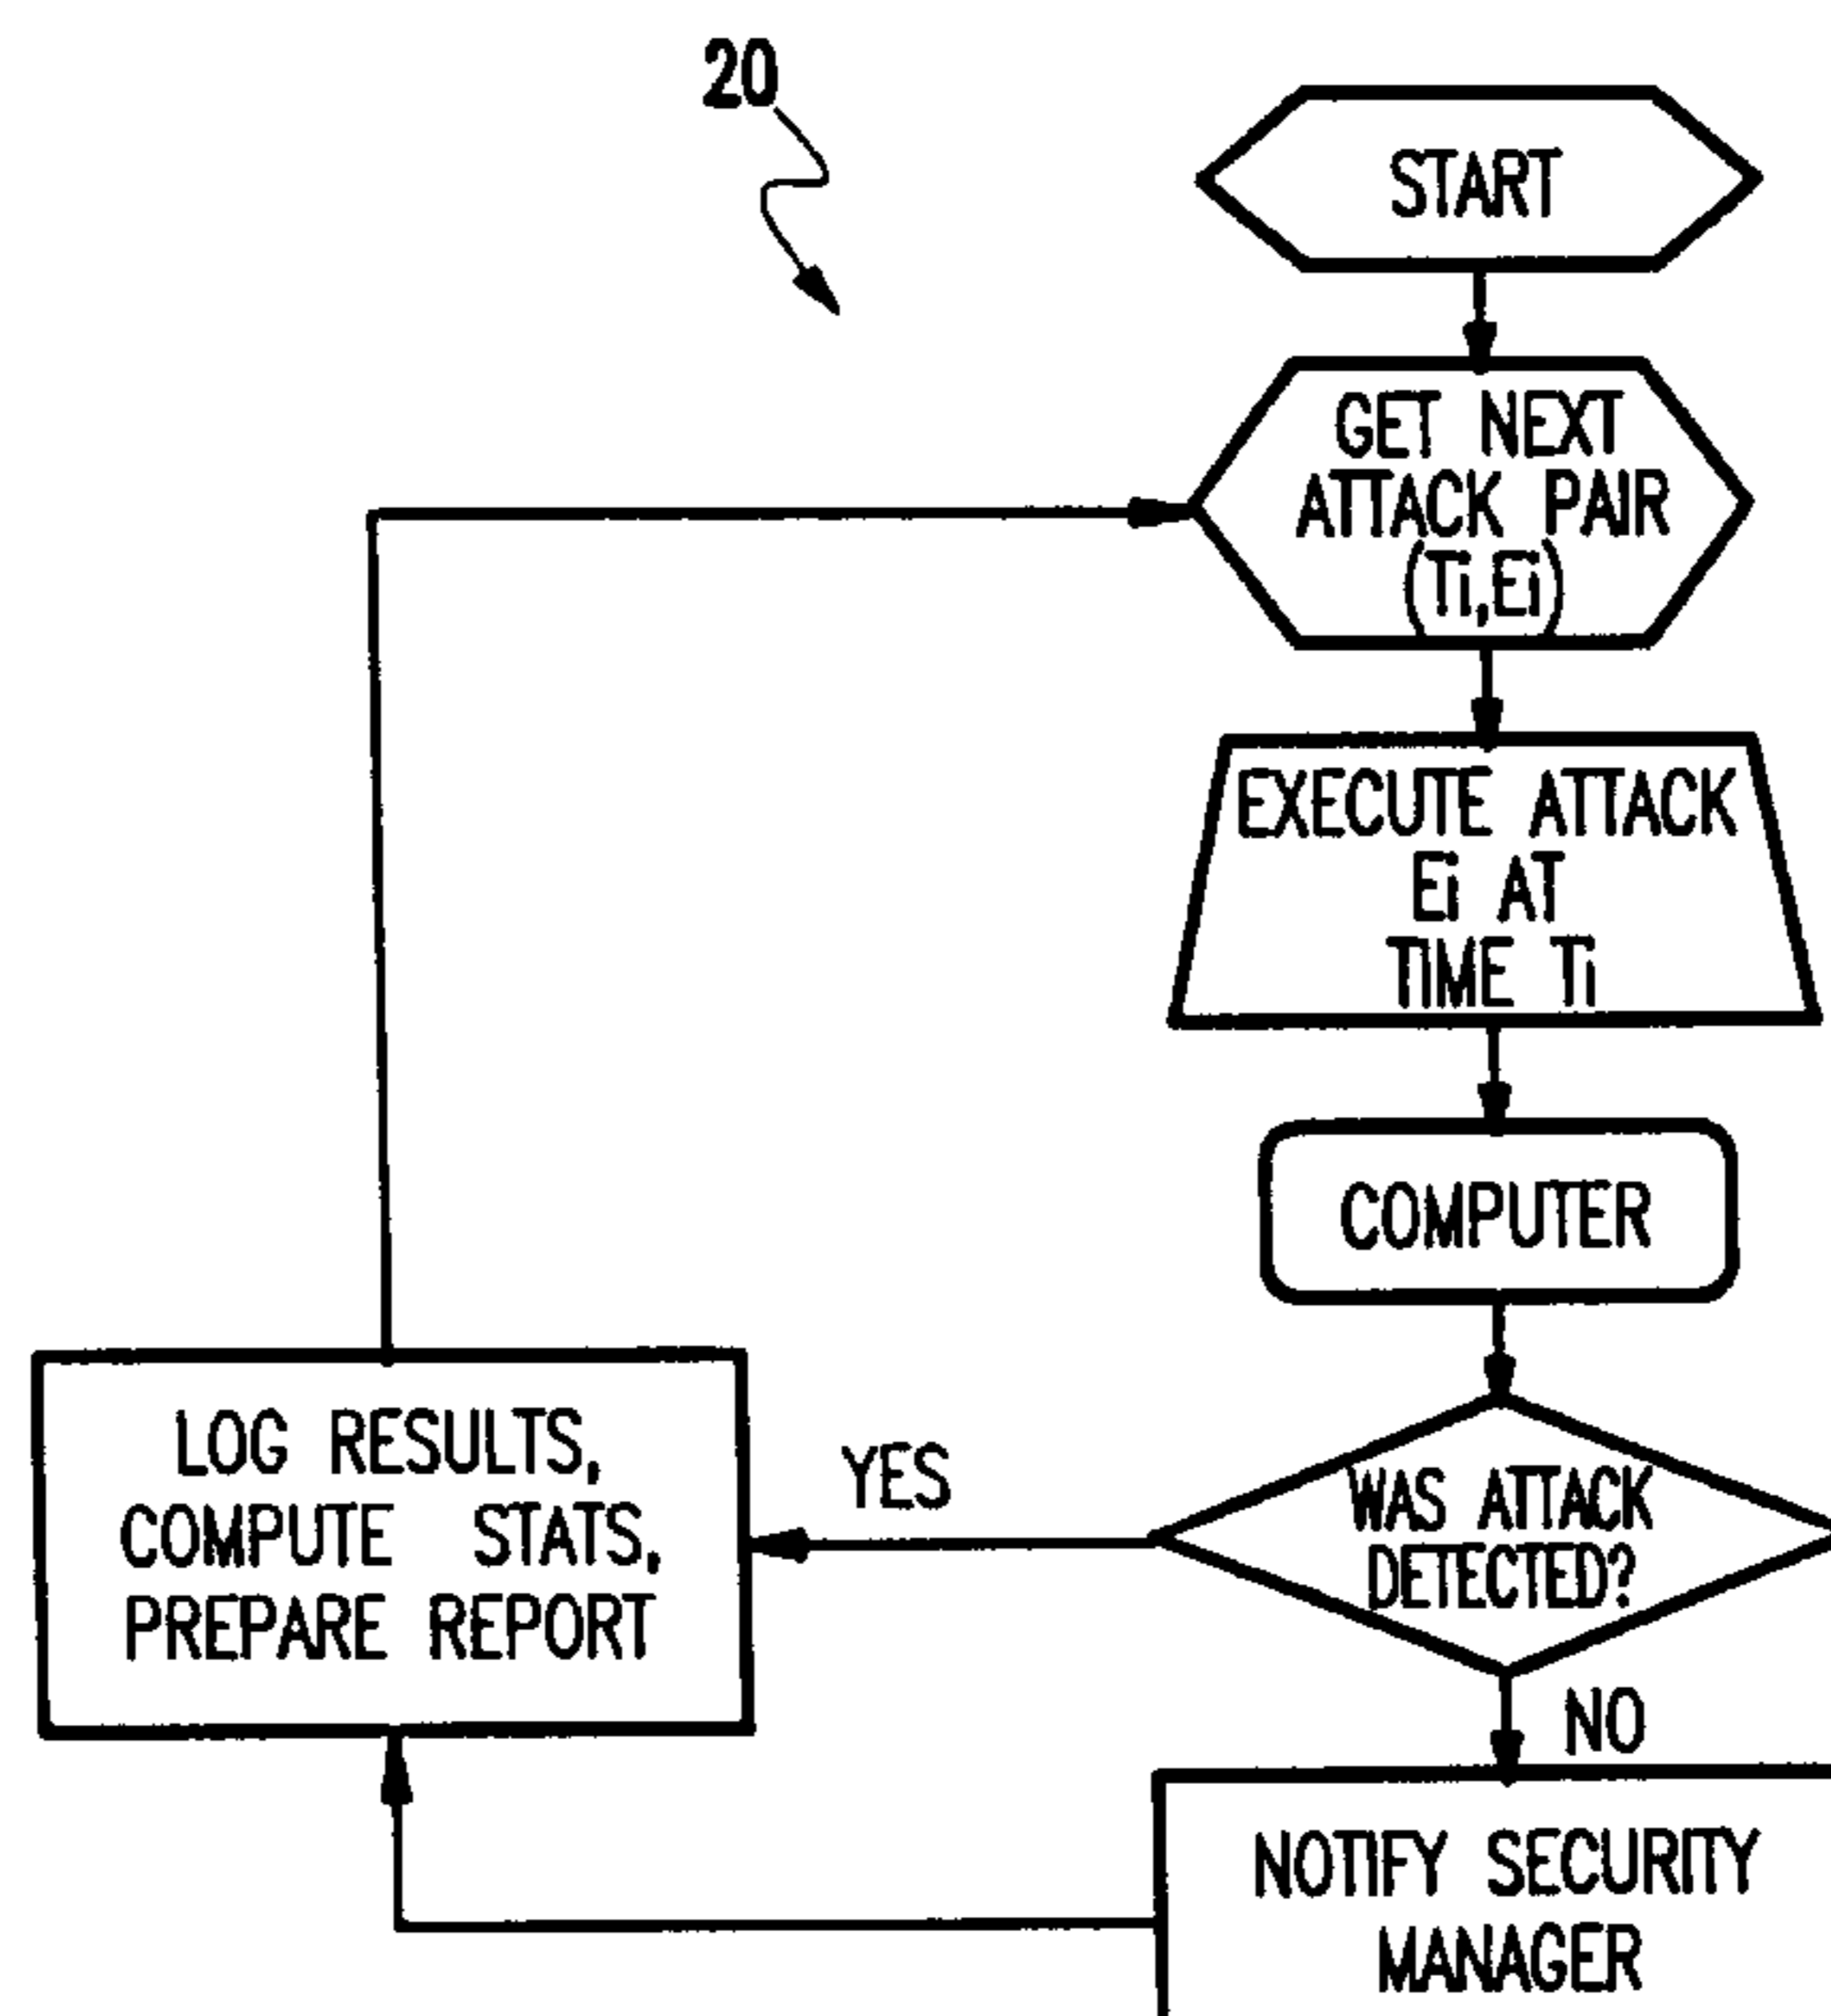 20
START
GET NEXT
ATTACK PAIR
(Ti,Ei)
EXECUTE ATTACK
Ei AT
TIME Ti
COMPUTER
WAS ATTACK
DETECTED?
YES
LOG RESULTS,
COMPUTE STATS,
PREPARE REPORT
NO
NOTIFY SECURITY
MANAGER